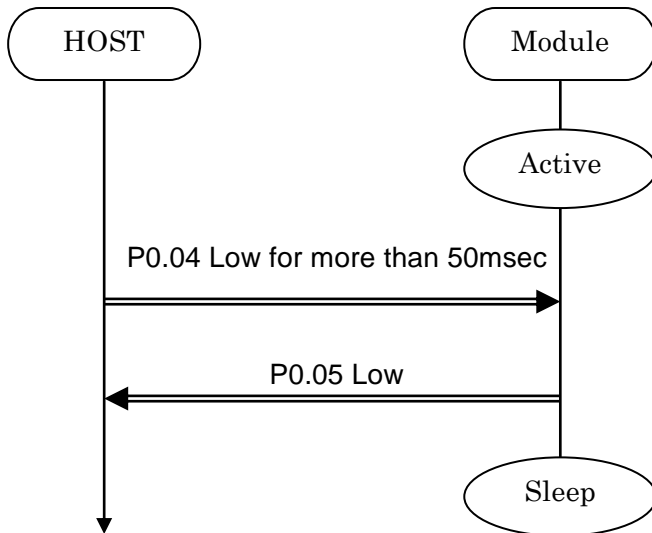 HOST
Module
Active
P0.04 Low for more than 50msec
P0.05 Low
Sleep